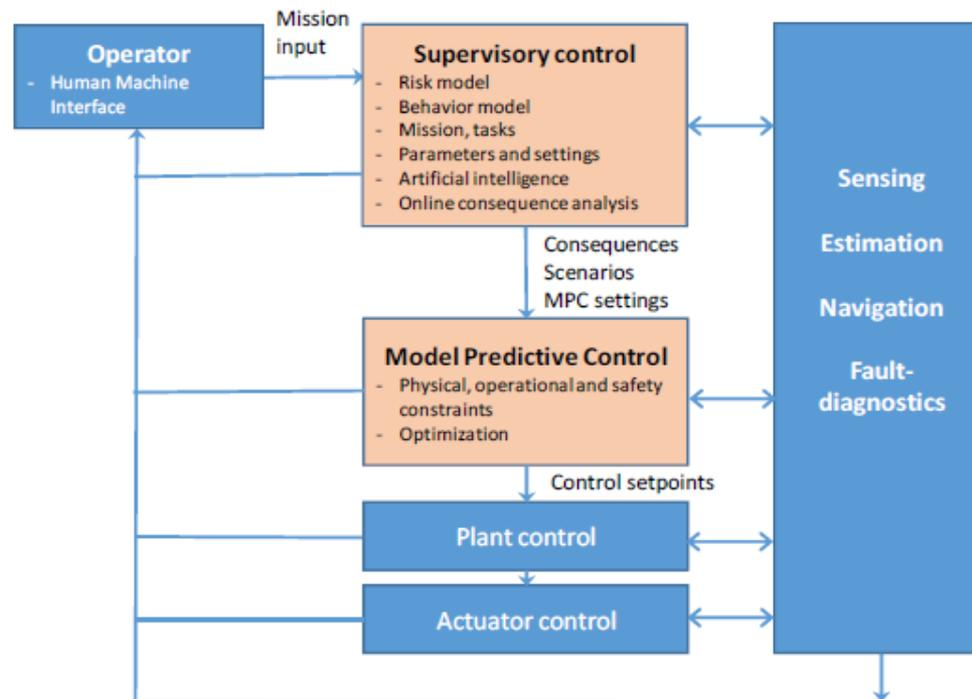 Mission
input
Operator
- Human Machine
Interface
Supervisory control
- Risk model
- Behavior model
- Mission, tasks
- Parameters and settings
- Artificial intelligence
- Online consequence analysis
Consequences
Scenarios
MPC settings
Model Predictive Control
- Physical, operational and safety
constraints
- Optimization
Control setpoints
Plant control
Actuator control
Sensing
Estimation
Navigation
Fault-
diagnostics